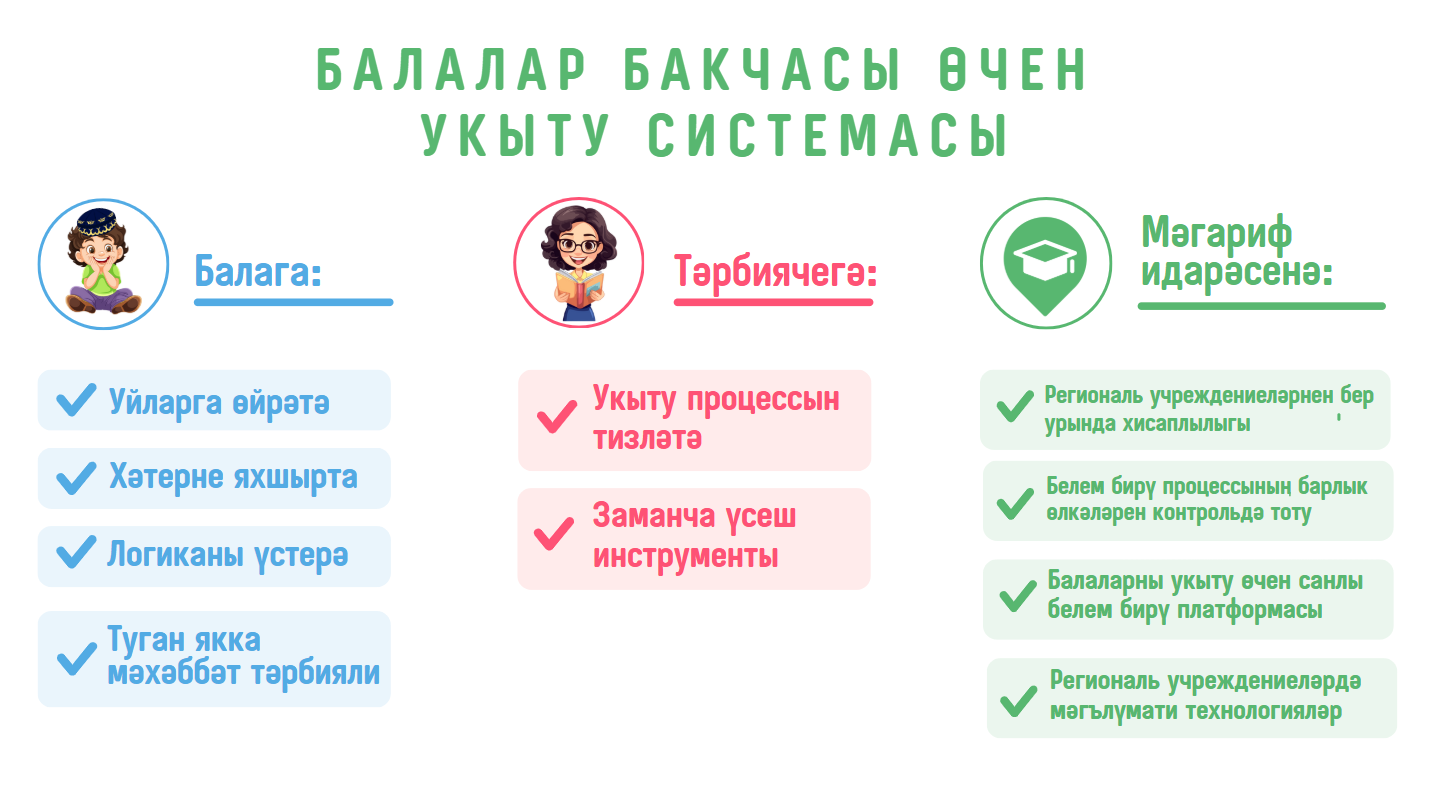 БАЛАЛАР БАКЧАСЫ ӨЧЕН
УКЫТУ СИСТЕМАСЫ
Балага:
Уйларга өйрәтә
Хәтерне яхшырта
Логиканы үстерә
Туган якка
мәхәббәт тәрбияли
Тәрбиячегә:
Укыту процессын
тизләтә
Заманча үсеш
инструменты
Мәгариф
идарәсенә:
Региональ учреждениеләрнен бер
урында хисаплылыгы '
Белем бирү процессының барлык
өлкәләрен контрольдә тоту
Балаларны укыту өчен санлы
белем бирү платформасы
Региональ учреждениеләрдә
мәгълүмати технологияләр